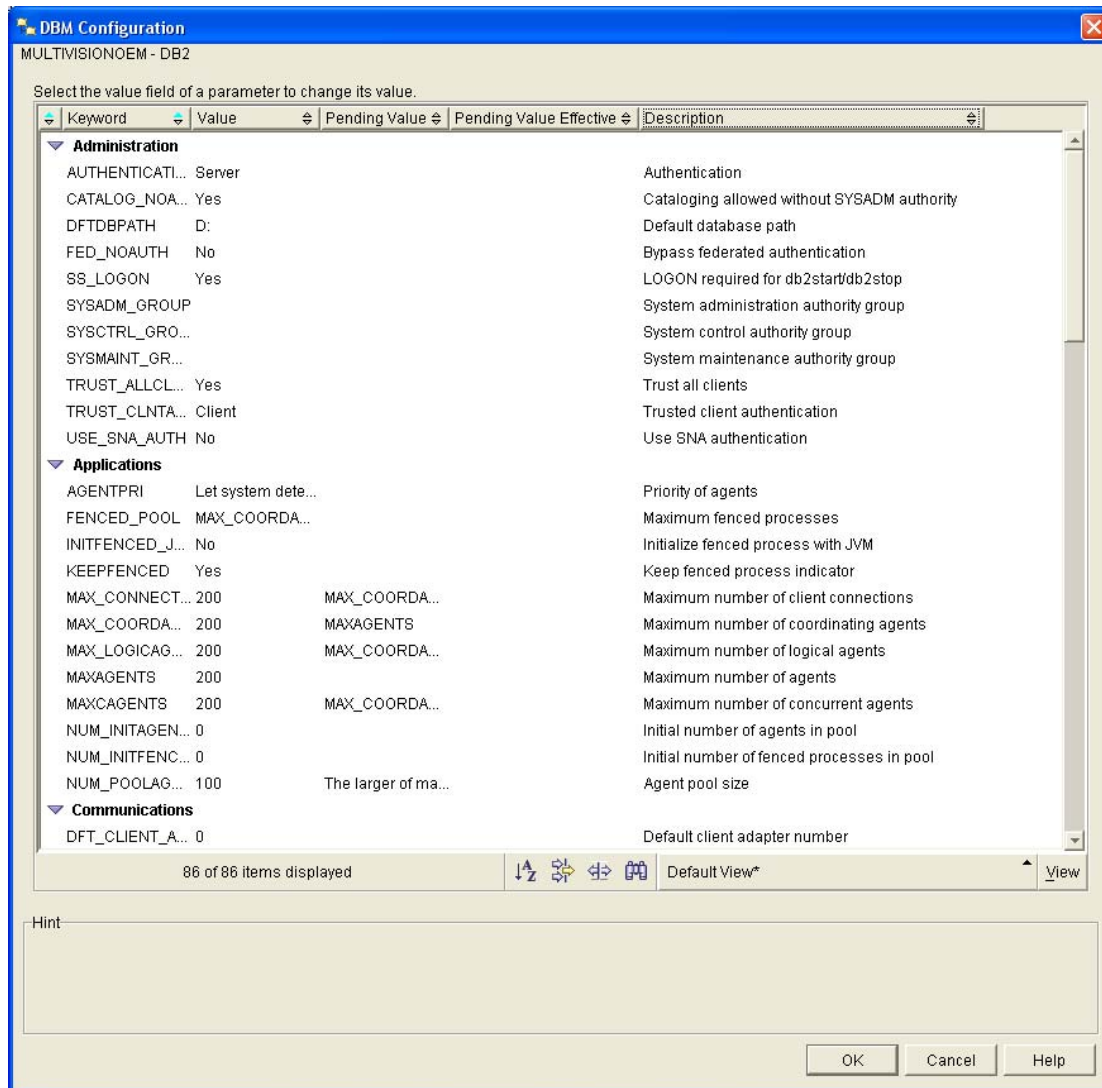 DBM Configuration
MULTIVISIONOEM - DB2
Select the value field of a parameter to change its value.
Keyword Value Pending Value Pending Value Effective Description
Administration
AUTHENTICATI... Server Authentication
CATALOG_NOA... Yes Cataloging allowed without SYSADM authority
DFTDBPATH D: Default database path
FED_NOAUTH No Bypass federated authentication
SS_LOGON Yes LOGON required for db2start/db2stop
SYSADM_GROUP System administration authority group
SYSCTRL_GRO... System control authority group
SYSMAINT_GR... System maintenance authority group
TRUST_ALLCL... Yes Trust all clients
TRUST_CLNTA... Client Trusted client authentication
USE_SNA_AUTH No Use SNA authentication
Applications
AGENTPRI Let system dete... Priority of agents
FENCED_POOL MAX_COORDA... Maximum fenced processes
INITFENCED_J... No Initialize fenced process with JVM
KEEPFENCED Yes Keep fenced process indicator
MAX_CONNECT... 200 MAX_COORDA... Maximum number of client connections
MAX_COORDA... 200 MAXAGENTS Maximum number of coordinating agents
MAX_LOGICAG... 200 MAX_COORDA... Maximum number of logical agents
MAXAGENTS 200 Maximum number of agents
MAXCAGENTS 200 MAX_COORDA... Maximum number of concurrent agents
NUM_INITAGEN... 0 Initial number of agents in pool
NUM_INITFENC... 0 Initial number of fenced processes in pool
NUM_POOLAG... 100 The larger of ma... Agent pool size
Communications
DFT_CLIENT_A... 0 Default client adapter number
86 of 86 items displayed Default View* View
Hint
OK Cancel Help